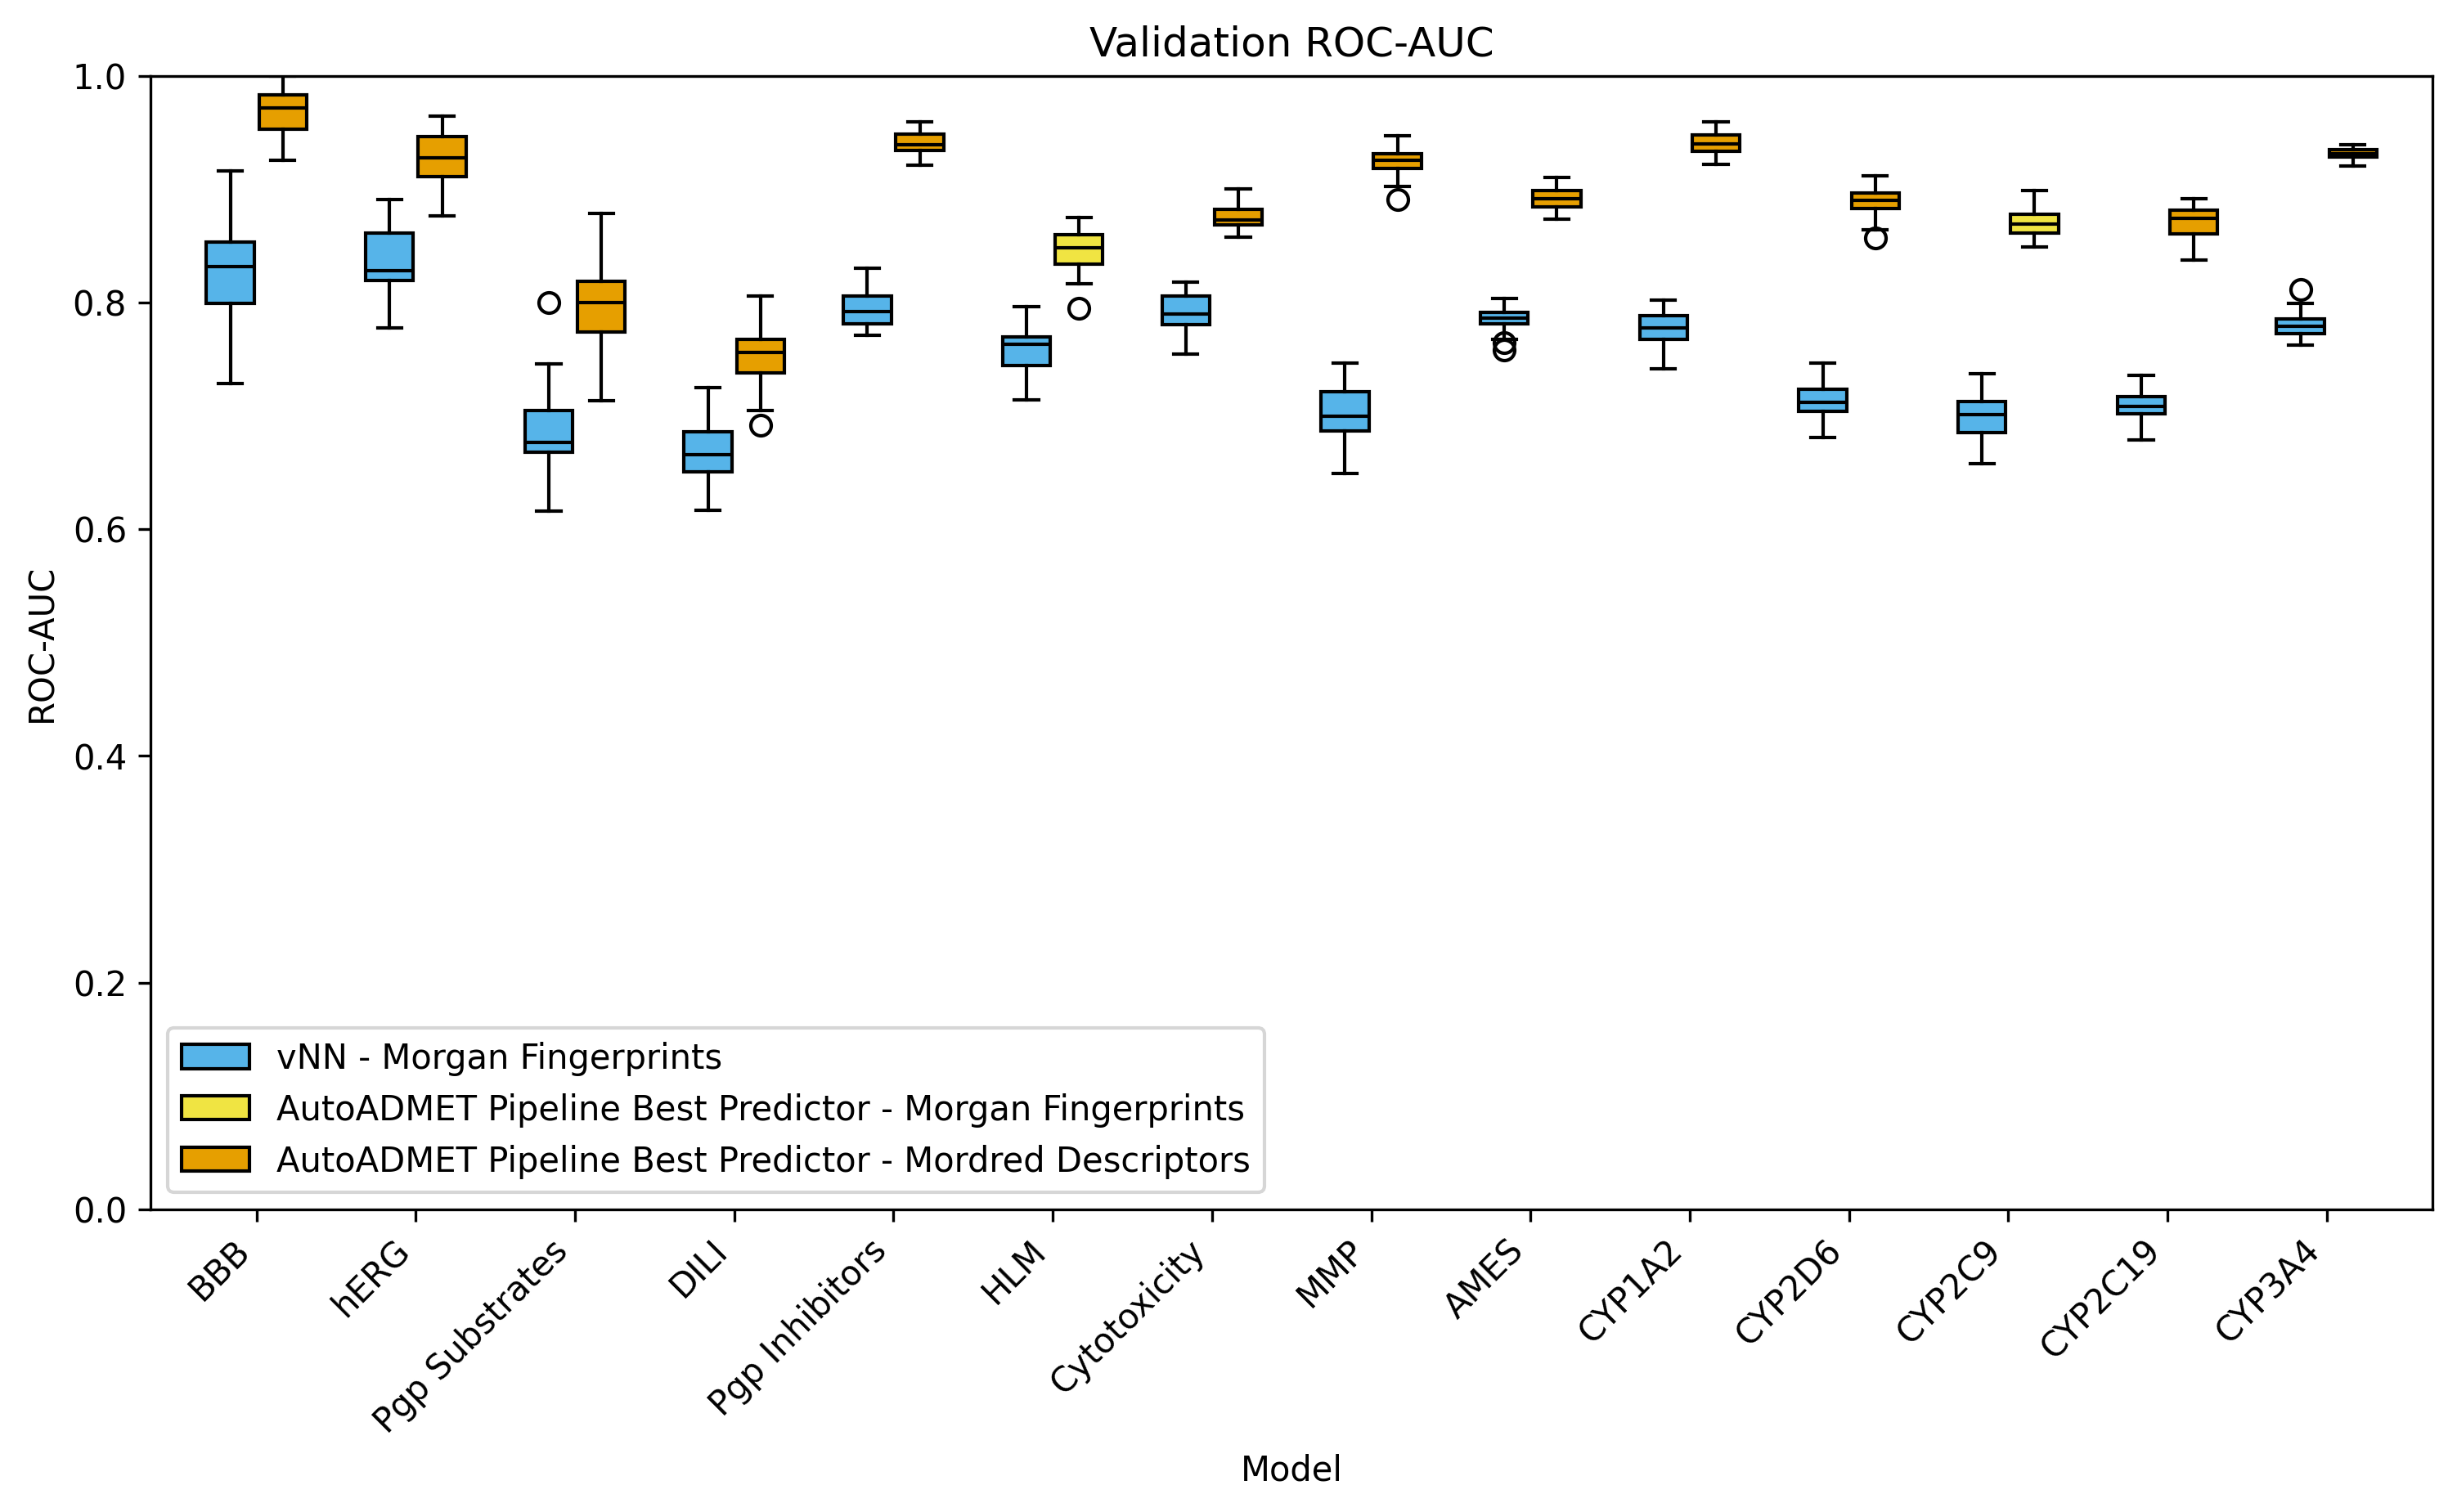 Validation ROC-AUC
1.0
0.8
0.6
0.4
0.2
0.0
ROC-AUC
vNN - Morgan Fingerprints
AutoADMET Pipeline Best Predictor - Morgan Fingerprints
AutoADMET Pipeline Best Predictor - Mordred Descriptors
BBB
hERG
Pgp Substrates
DILI
Pgp Inhibitors
HLM
Cytotoxicity
MMP
AMES
CYP1A2
CYP2D6
CYP2C9
CYP2C19
CYP3A4
Model